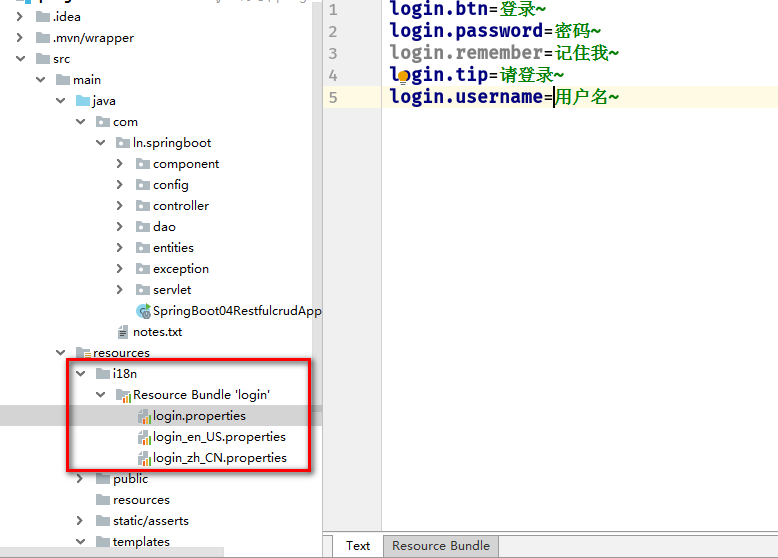 .idea
.mvn/wrapper
src
main
java
com
ln.springboot
component
config
controller
dao
entities
exception
servlet
SpringBoot04RestfulcrudApp
notes.txt
resources
i18n
Resource Bundle 'login'
login.properties
login_en_US.properties
login_zh_CN.properties
public
resources
static/asserts
templates
1 login.btn=登录~
2 login.password=密码~
3 login.remember=记住我~
4 login.tip=请登录~
5 login.username=用户名~
Text Resource Bundle